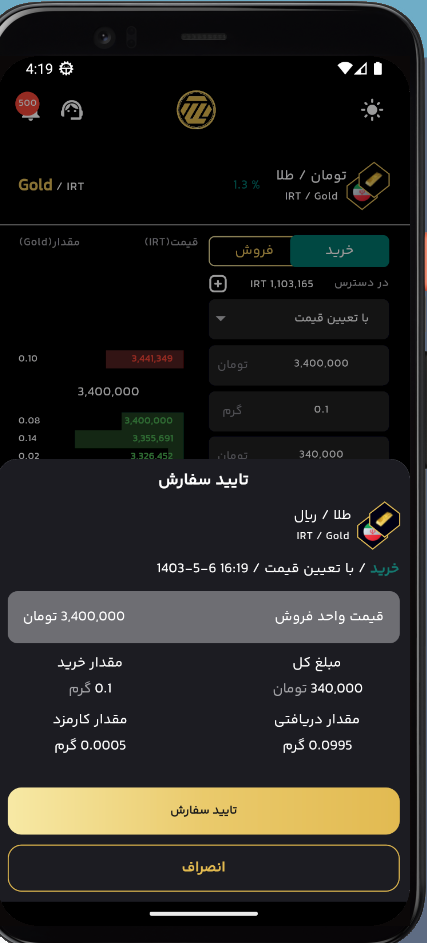 4:19
500
Gold / IRT
1.3 %
تومان / طلا
IRT / Gold
مقدار(Gold)
قیمت(IRT)
فروش
خرید
IRT 1,103,165
در دسترس
با تعیین قیمت
تومان
3,400,000
0.10
3,441,349
3,400,000
گرم
0.1
0.08
3,400,000
0.14
3,355,691
0.02
3,326,452
تومان
340,000
تایید سفارش
طلا / ریال
IRT / Gold
خرید / با تعیین قیمت / 16:19 6-5-1403
قیمت واحد فروش
3,400,000 تومان
مبلغ کل
مقدار خرید
340,000 تومان
0.1 گرم
مقدار دریافتی
مقدار کارمزد
0.0995 گرم
0.0005 گرم
تایید سفارش
انصراف